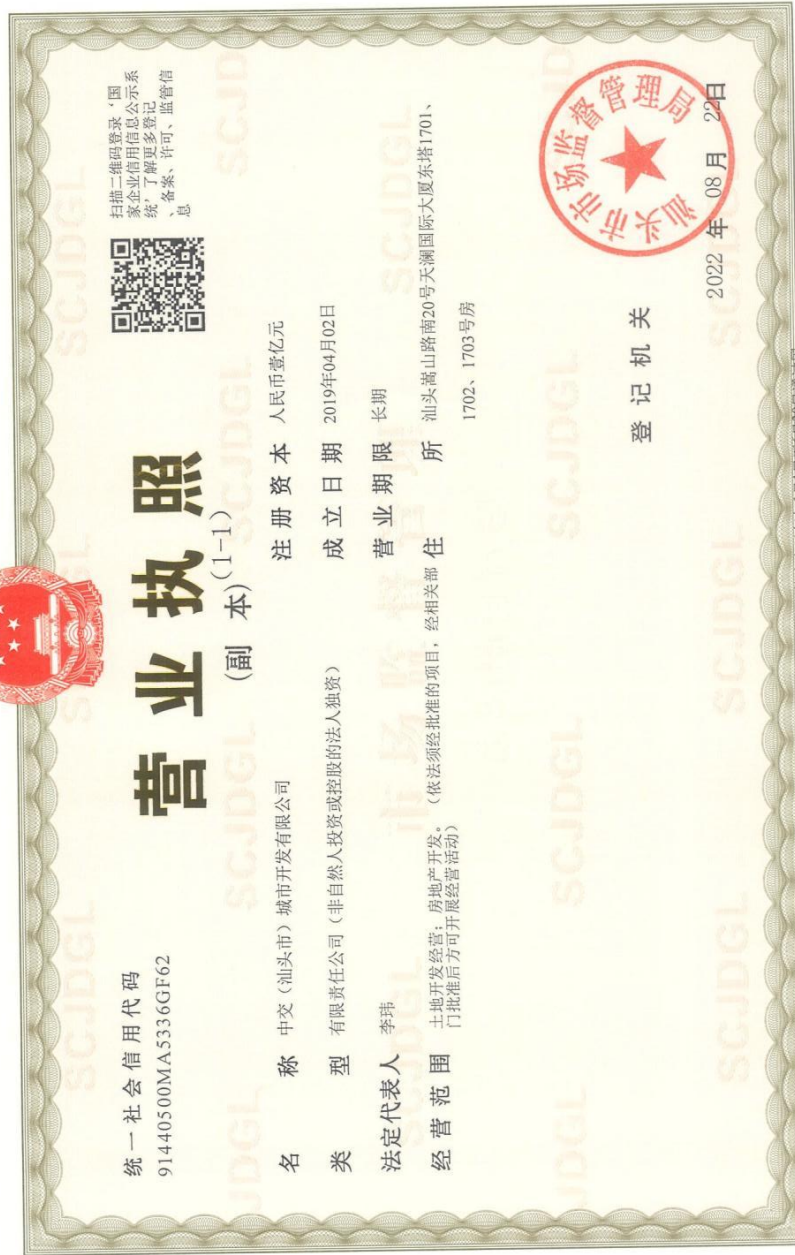 统一社会信用代码
91440500MA5336GF62
营业执照
(副 本)(1-1)
扫描二维码登录‘国
家企业信用信息公示系
统’了解更多登记
、备案、许可、监管信
息
名 称 中交（汕头市）城市开发有限公司
类 型 有限责任公司（非自然人投资或控股的法人独资）
法定代表人 李玮
经营范围 土地开发经营；房地产开发。（依法须经批准的项目，经相关部
门批准后方可开展经营活动）
注册资本 人民币壹亿元
成立日期 2019年04月02日
营业期限 长期
住 所 汕头嵩山路南20号天澜国际大厦东塔1701、
1702、1703号房
登记机关
汕头市市场监督管理局
2022 年 08月 22日
SCJDGL
市场监督管理